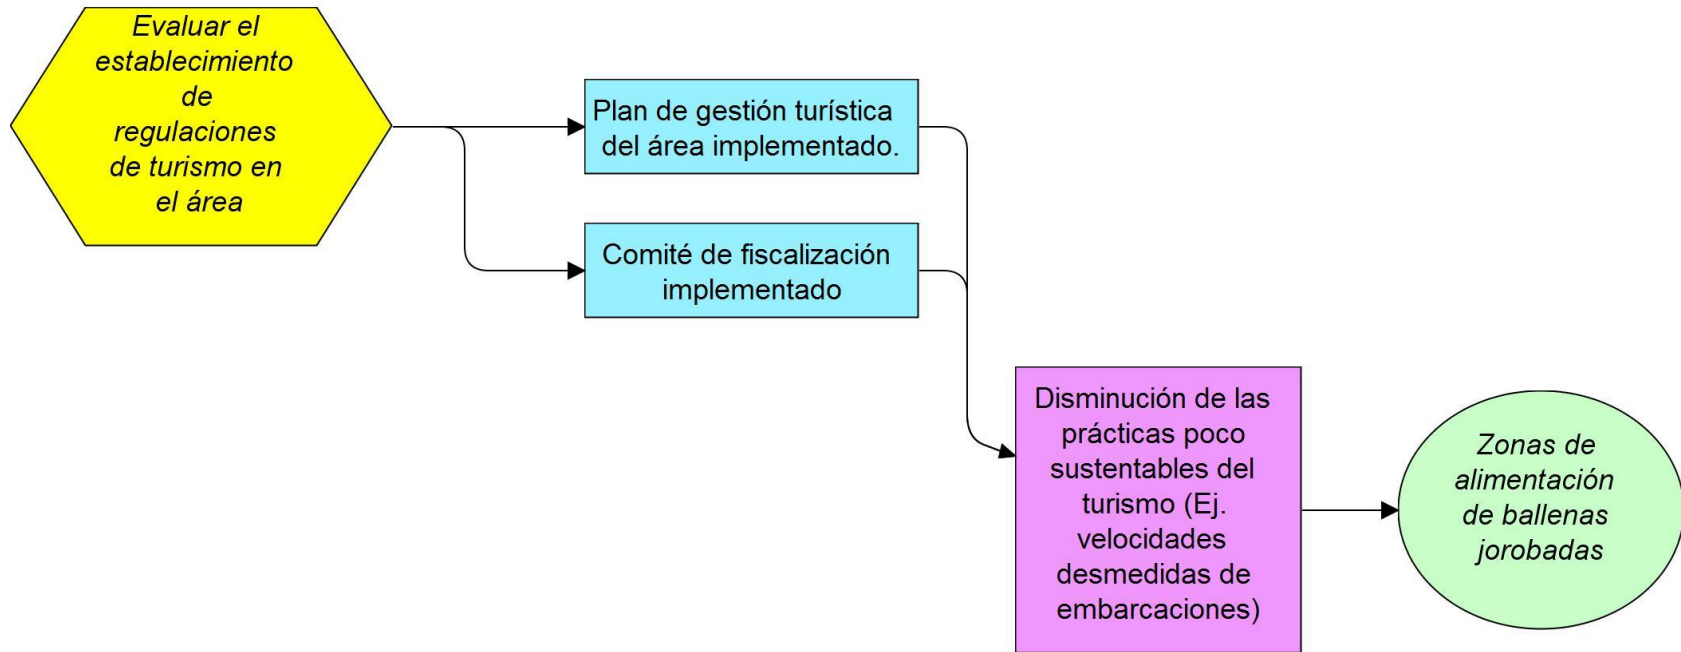 Evaluar el
establecimiento
de
regulaciones
de turismo en
el área
Plan de gestión turística
del área implementado.
Comité de fiscalización
implementado
Disminución de las
prácticas poco
sustentables del
turismo (Ej.
velocidades
desmedidas de
embarcaciones)
Zonas de
alimentación
de ballenas
jorobadas